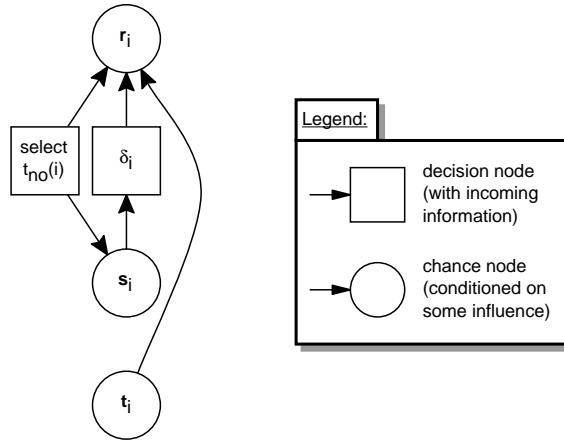 r_i
select
t_no(i)
δ_i
s_i
t_i
Legend:
decision node
(with incoming
information)
chance node
(conditioned on
some influence)